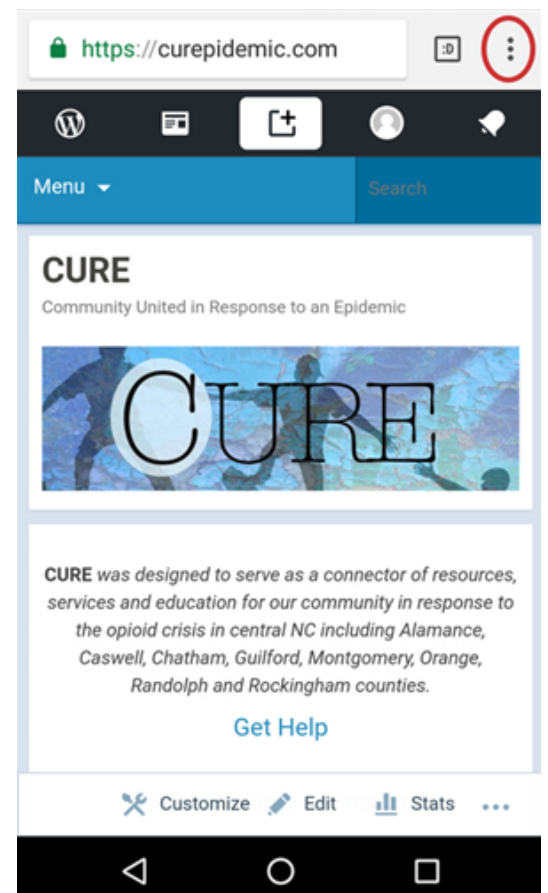 https://curepidemic.com :D
Menu Search
CURE
Community United in Response to an Epidemic
CURE
CURE was designed to serve as a connector of resources,
services and education for our community in response to
the opioid crisis in central NC including Alamance,
Caswell, Chatham, Guilford, Montgomery, Orange,
Randolph and Rockingham counties.
Get Help
Customize Edit Stats